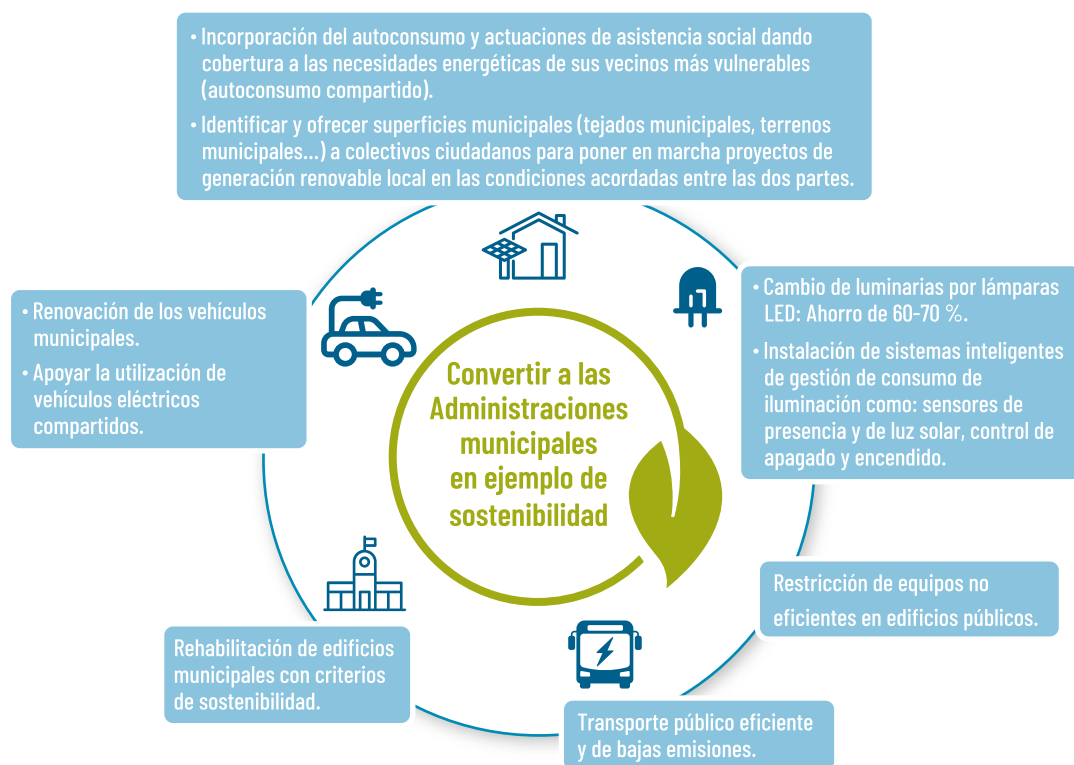 • Incorporación del autoconsumo y actuaciones de asistencia social dando
cobertura a las necesidades energéticas de sus vecinos más vulnerables
(autoconsumo compartido).
• Identificar y ofrecer superficies municipales (tejados municipales, terrenos
municipales...) a colectivos ciudadanos para poner en marcha proyectos de
generación renovable local en las condiciones acordadas entre las dos partes.
• Renovación de los vehículos
municipales.
• Apoyar la utilización de
vehículos eléctricos
compartidos.
Convertir a las
Administraciones
municipales
en ejemplo de
sostenibilidad
• Cambio de luminarias por lámparas
LED: Ahorro de 60-70 %.
• Instalación de sistemas inteligentes
de gestión de consumo de
iluminación como: sensores de
presencia y de luz solar, control de
apagado y encendido.
Restricción de equipos no
eficientes en edificios públicos.
Rehabilitación de edificios
municipales con criterios
de sostenibilidad.
Transporte público eficiente
y de bajas emisiones.